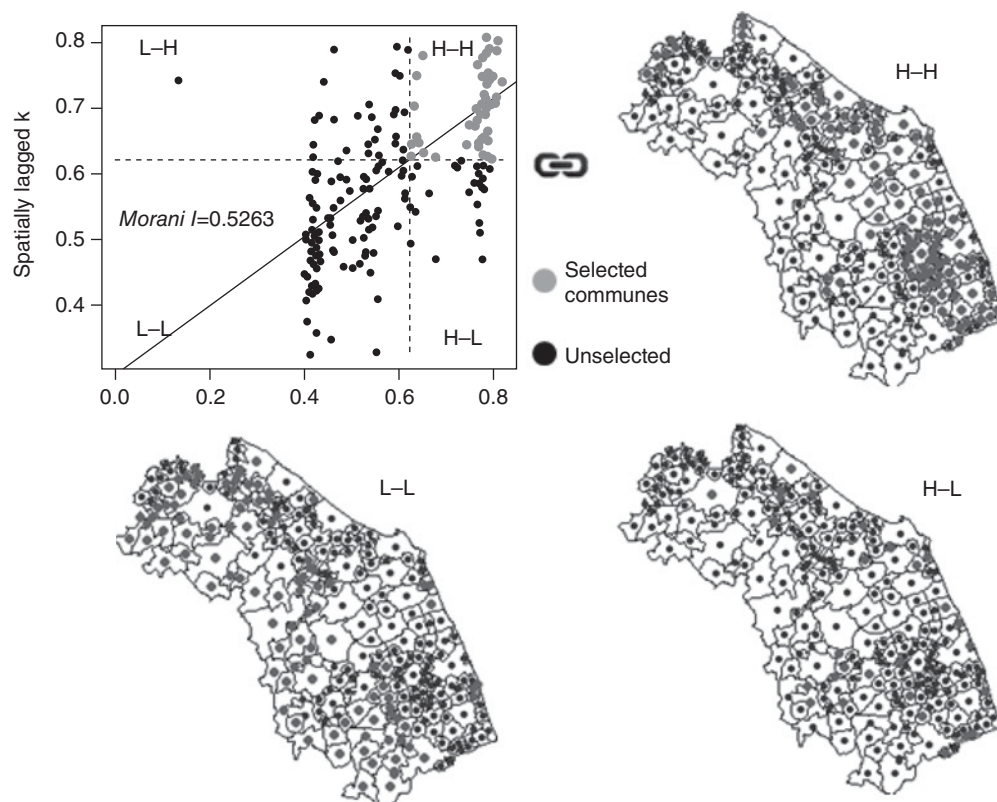 L–H
H–H
0.8
0.7
0.6
0.5
0.4
Spatially lagged k
Morani I=0.5263
L–L
H–L
0.0
0.2
0.4
0.6
0.8
Selected
communes
Unselected
H–H
L–L
H–L